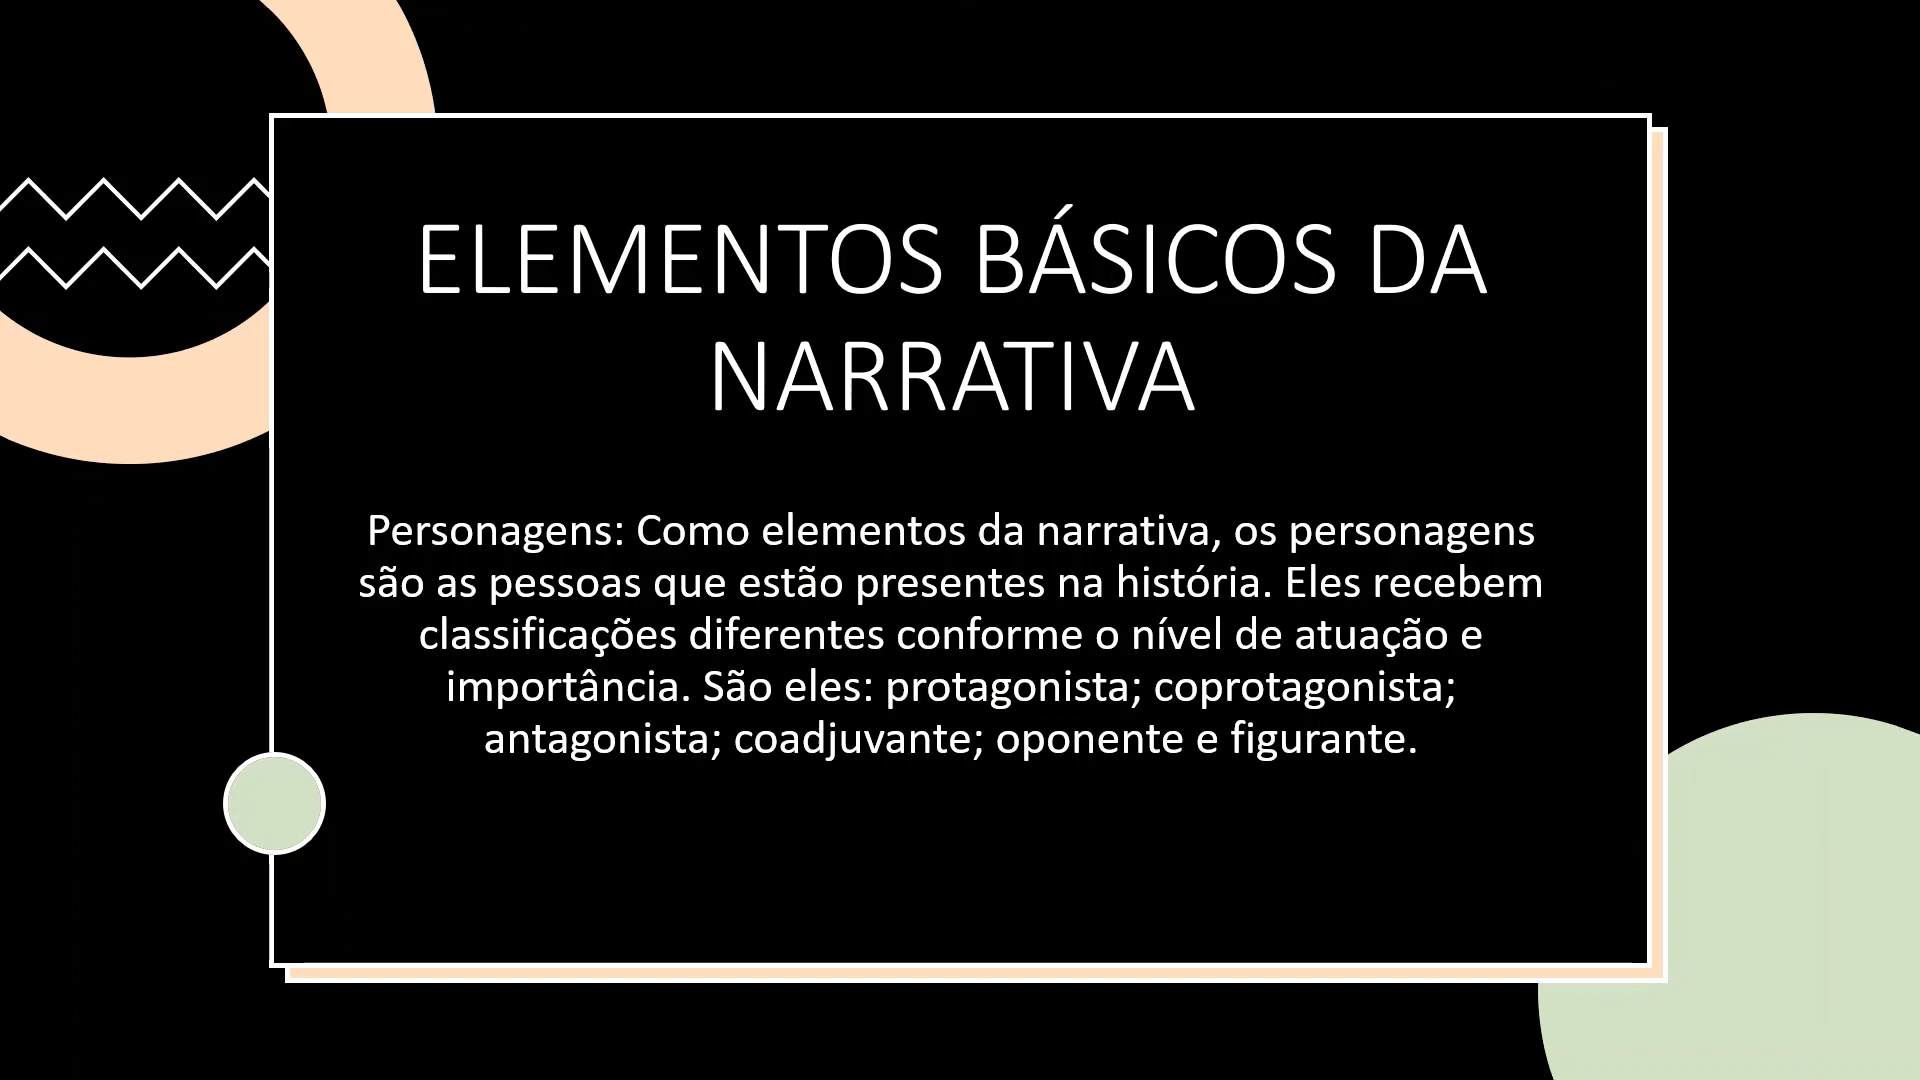 ELEMENTOS BÁSICOS DA
NARRATIVA
Personagens: Como elementos da narrativa, os personagens
são as pessoas que estão presentes na história. Eles recebem
classificações diferentes conforme o nível de atuação e
importância. São eles: protagonista; coprotagonista;
antagonista; coadjuvante; oponente e figurante.